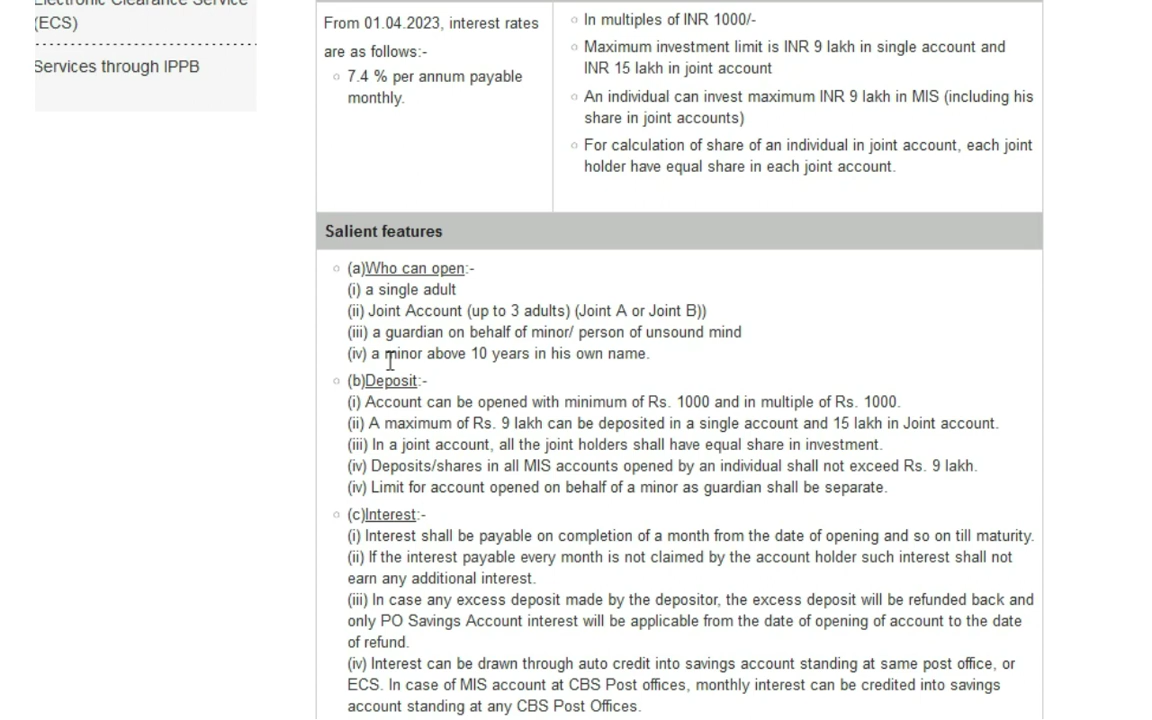 Electronic Clearance Service
(ECS)
Services through IPPB
From 01.04.2023, interest rates
are as follows:-
7.4 % per annum payable
monthly.
In multiples of INR 1000/-
Maximum investment limit is INR 9 lakh in single account and
INR 15 lakh in joint account
An individual can invest maximum INR 9 lakh in MIS (including his
share in joint accounts)
For calculation of share of an individual in joint account, each joint
holder have equal share in each joint account.
Salient features
(a)Who can open:-
(i) a single adult
(ii) Joint Account (up to 3 adults) (Joint A or Joint B))
(iii) a guardian on behalf of minor/ person of unsound mind
(iv) a minor above 10 years in his own name.
(b)Deposit:-
(i) Account can be opened with minimum of Rs. 1000 and in multiple of Rs. 1000.
(ii) A maximum of Rs. 9 lakh can be deposited in a single account and 15 lakh in Joint account.
(iii) In a joint account, all the joint holders shall have equal share in investment.
(iv) Deposits/shares in all MIS accounts opened by an individual shall not exceed Rs. 9 lakh.
(iv) Limit for account opened on behalf of a minor as guardian shall be separate.
(c)Interest:-
(i) Interest shall be payable on completion of a month from the date of opening and so on till maturity.
(ii) If the interest payable every month is not claimed by the account holder such interest shall not
earn any additional interest.
(iii) In case any excess deposit made by the depositor, the excess deposit will be refunded back and
only PO Savings Account interest will be applicable from the date of opening of account to the date
of refund.
(iv) Interest can be drawn through auto credit into savings account standing at same post office, or
ECS. In case of MIS account at CBS Post offices, monthly interest can be credited into savings
account standing at any CBS Post Offices.